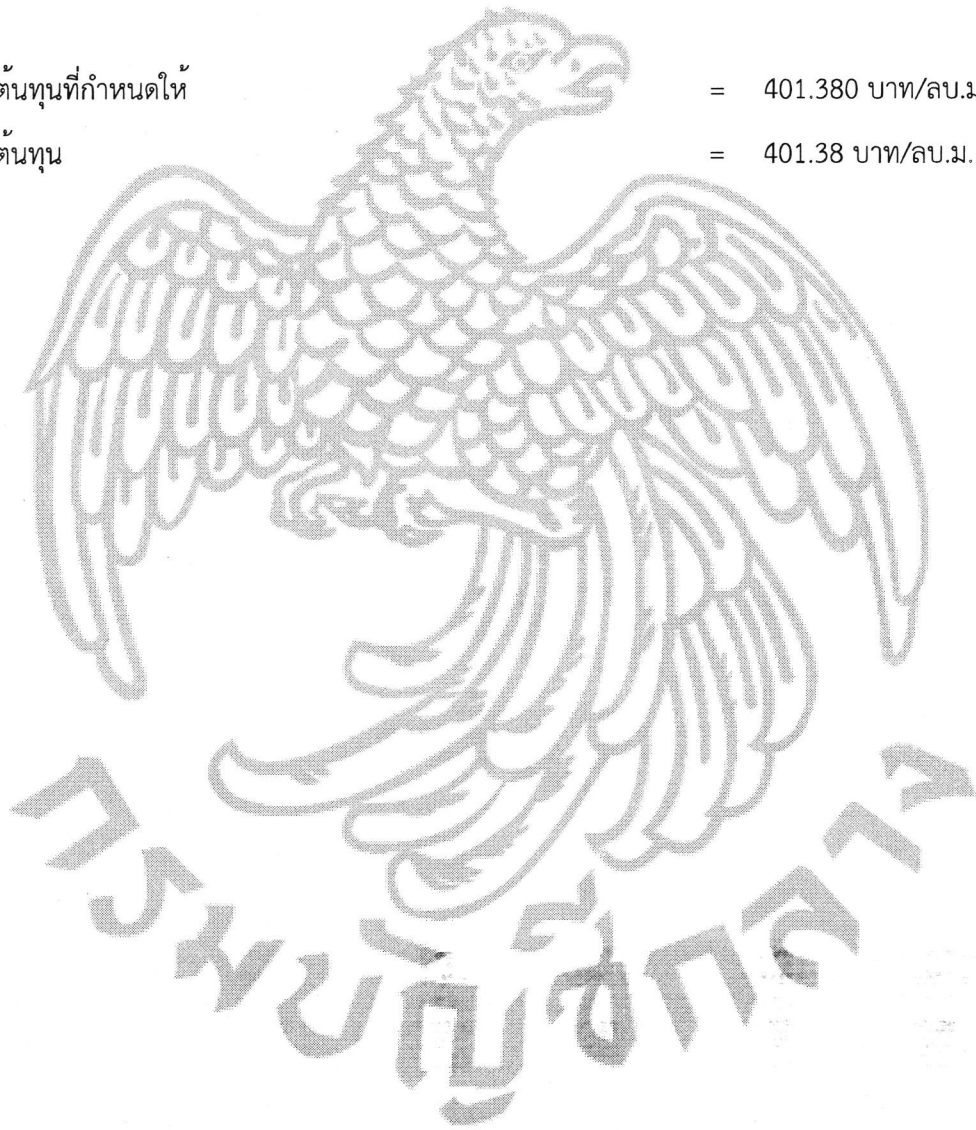 ต้นทุนที่กำหนดให้ = 401.380 บาท/ลบ.ม
ต้นทุน = 401.38 บาท/ลบ.ม.
กรมบัญชีกลาง